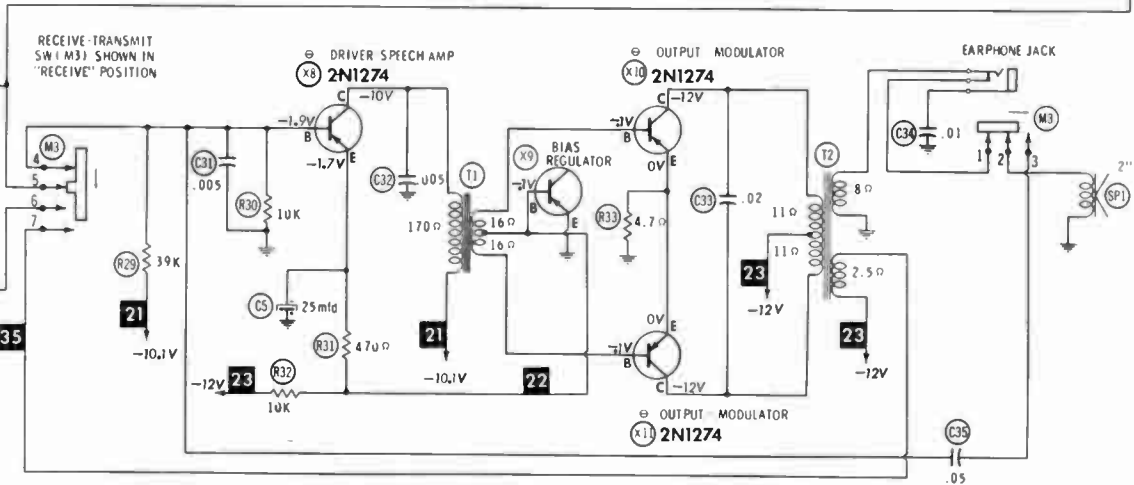 RECEIVE-TRANSMIT
SW (M3) SHOWN IN
"RECEIVE" POSITION
⊖ DRIVER SPEECH AMP
X8 2N1274
⊖ OUTPUT MODULATOR
X10 2N1274
EARPHONE JACK
M3
4
5
6
7
C31
.005
R30
10K
R29
39K
21
-10.1V
35
-1.9V
B
C
-10V
E
-1.7V
C32
.005
C5
25mfd
R31
470Ω
-12V
23
R32
10K
T1
170Ω
16Ω
16Ω
21
-10.1V
22
X9
BIAS
REGULATOR
-.1V
B
E
-.1V
B
C
-12V
E
0V
R33
4.7Ω
0V
E
-.1V
B
C
-12V
⊖ OUTPUT MODULATOR
X11 2N1274
C33
.02
T2
11Ω
11Ω
23
-12V
8Ω
2.5Ω
23
-12V
C34
.01
M3
1
2
3
2"
SP1
C35
.05